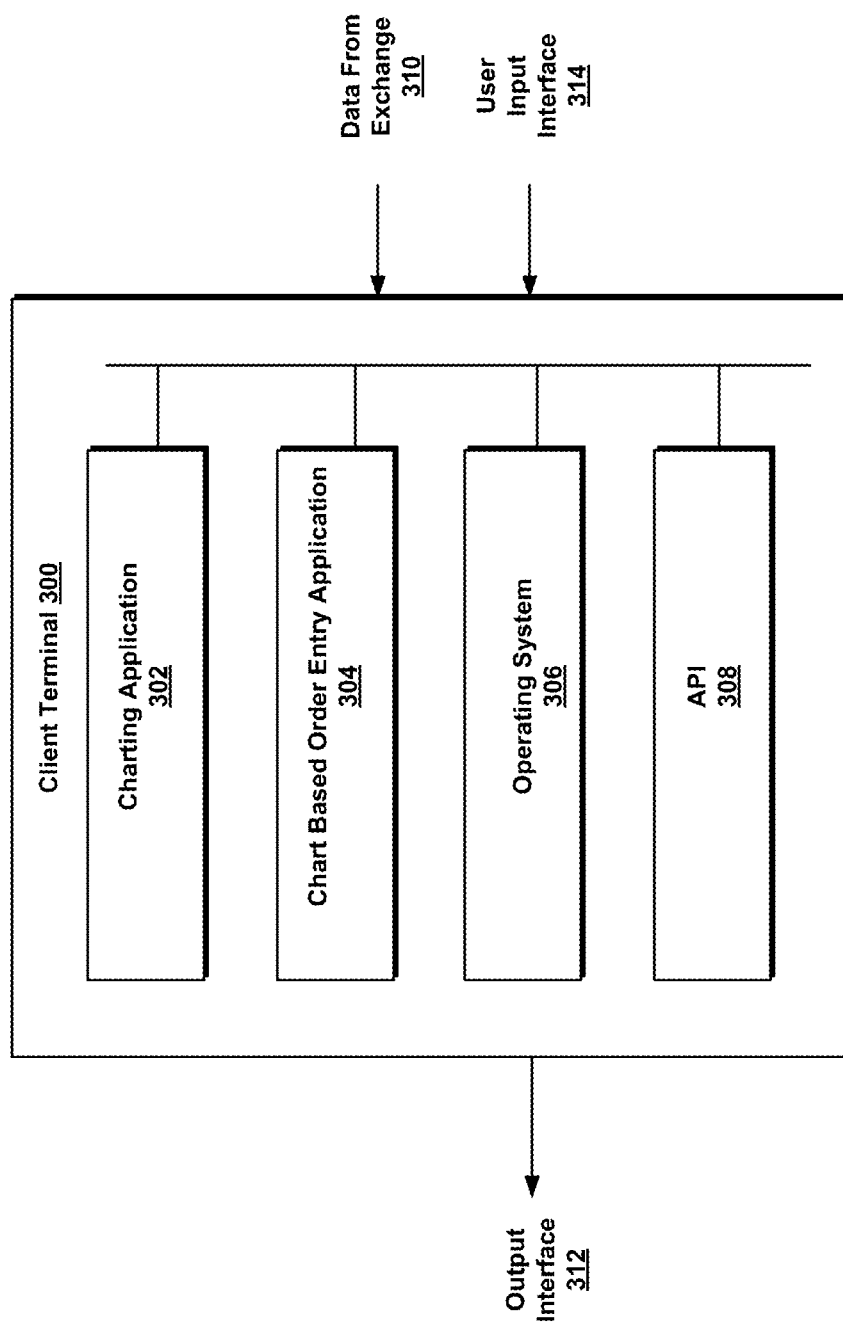 Client Terminal 300
Charting Application
302
Chart Based Order Entry Application
304
Operating System
306
API
308
Data From
Exchange
310
User
Input
Interface
314
Output
Interface
312